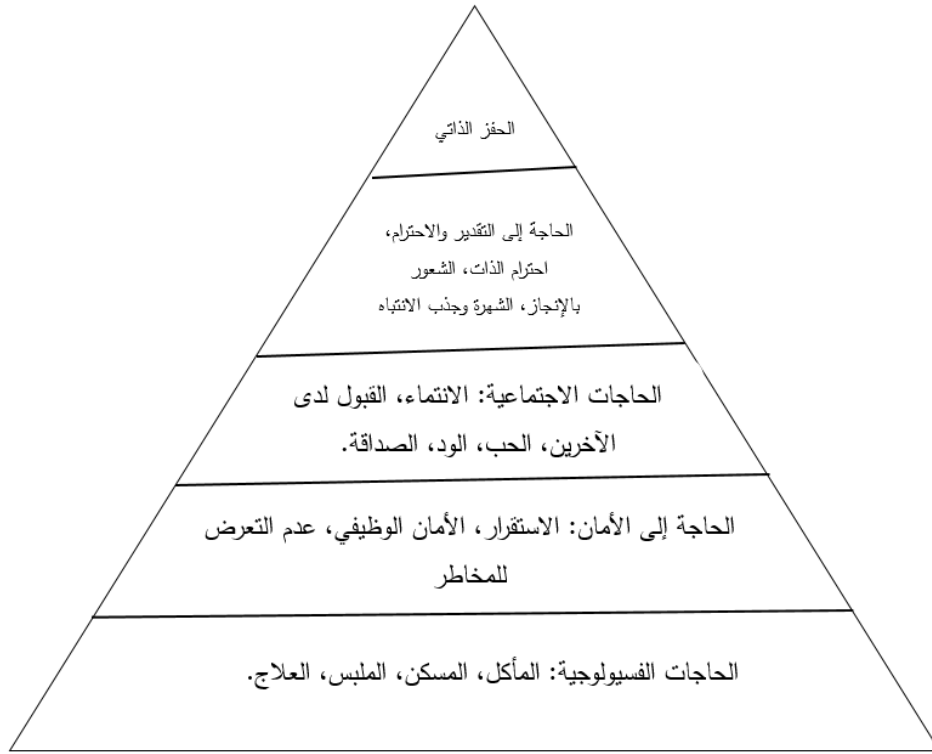 الحفز الذاتي
الحاجة إلى التقدير والاحترام،
احترام الذات، الشعور
بالإنجاز، الشهرة وجذب الانتباه
الحاجات الاجتماعية: الانتماء، القبول لدى
الآخرين، الحب، الود، الصداقة.
الحاجة إلى الأمان: الاستقرار، الأمان الوظيفي، عدم التعرض
للمخاطر
الحاجات الفسيولوجية: المأكل، المسكن، الملبس، العلاج.